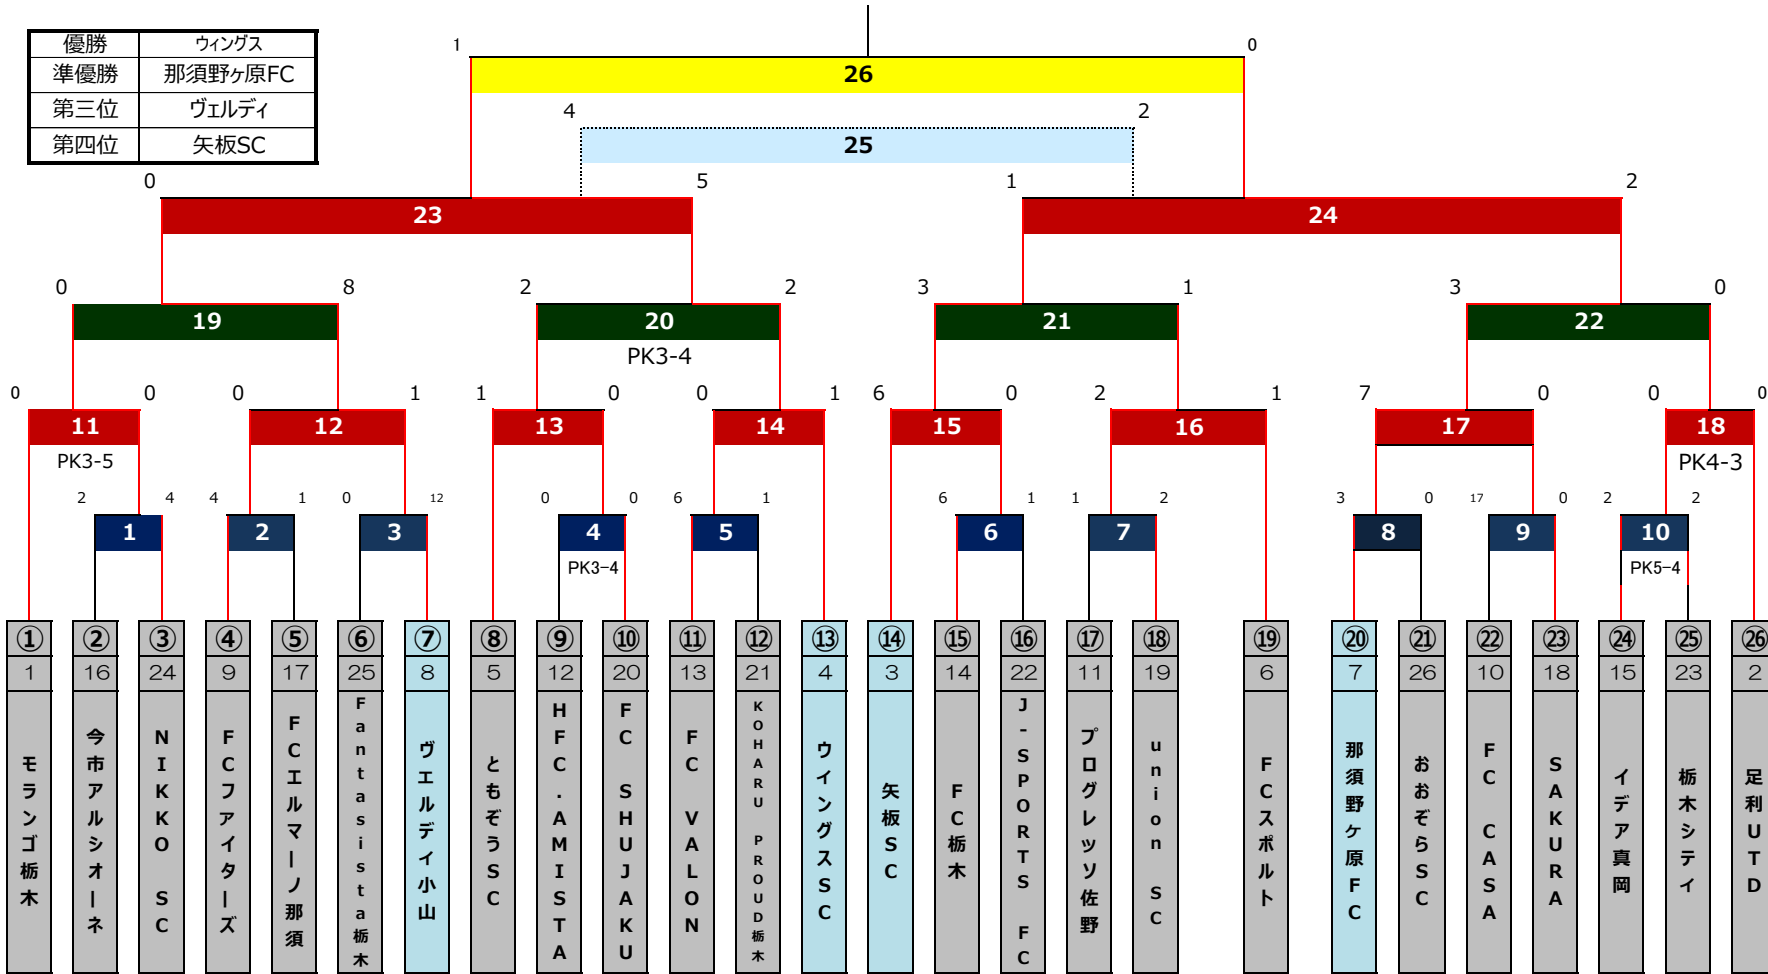 優勝 ウィングス
準優勝 那須野ヶ原FC
第三位 ヴェルディ
第四位 矢板SC
1 0
26
4 2
25
0 5 1 2
23 24
0 8 2 2 3 1 3 0
19 20 21 22
PK3-4
0 0 0 1 1 0 0 1 6 0 2 1 7 0 0 0
11 12 13 14 15 16 17 18
PK3-5 PK4-3
2 4 4 1 0 12 0 0 6 1 6 1 1 2 3 0 17 0 2 2
1 2 3 4 5 6 7 8 9 10
PK3-4 PK5-4
① ② ③ ④ ⑤ ⑥ ⑦ ⑧ ⑨ ⑩ ⑪ ⑫ ⑬ ⑭ ⑮ ⑯ ⑰ ⑱ ⑲ ⑳ ㉑ ㉒ ㉓ ㉔ ㉕ ㉖
1 16 24 9 17 25 8 5 12 20 13 21 4 3 14 22 11 19 6 7 26 10 18 15 23 2
モランゴ栃木
今市アルシオーネ
NIKKO SC
FCファイターズ
FCエルマーノ那須
Fantasista栃木
ヴェルディ小山
ともぞうSC
HFC.AMISTA
FC SHUJAKU
FC VALON
KOHARU PROUD栃木
ウイングスSC
矢板SC
FC栃木
J-SPORTS FC
プログレッソ佐野
union SC
FCスポルト
那須野ヶ原FC
おおぞらSC
FC CASA
SAKURA
イデア真岡
栃木シティ
足利UTD